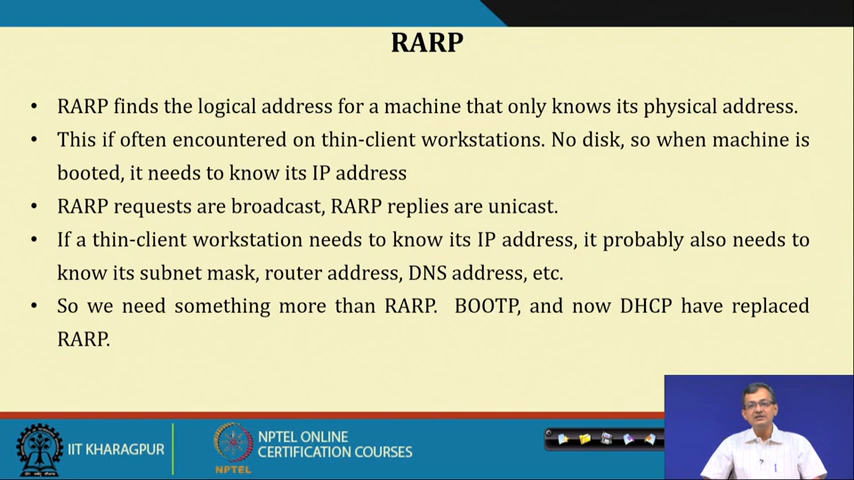 RARP
• RARP finds the logical address for a machine that only knows its physical address.
• This if often encountered on thin-client workstations. No disk, so when machine is
booted, it needs to know its IP address
• RARP requests are broadcast, RARP replies are unicast.
• If a thin-client workstation needs to know its IP address, it probably also needs to
know its subnet mask, router address, DNS address, etc.
• So we need something more than RARP. BOOTP, and now DHCP have replaced
RARP.
IIT KHARAGPUR
NPTEL
NPTEL ONLINE
CERTIFICATION COURSES